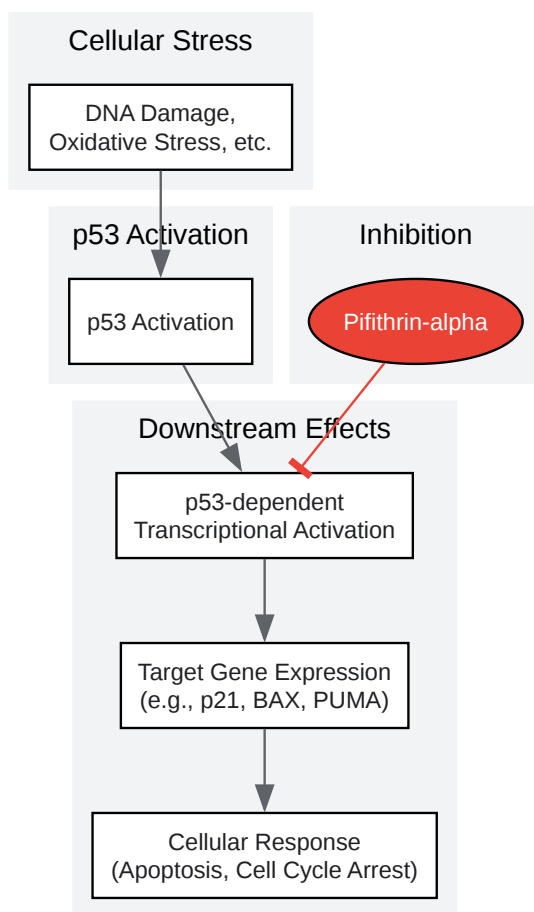 Cellular Stress
DNA Damage,
Oxidative Stress, etc.
p53 Activation
p53 Activation
Inhibition
Pifithrin-alpha
Downstream Effects
p53-dependent
Transcriptional Activation
Target Gene Expression
(e.g., p21, BAX, PUMA)
Cellular Response
(Apoptosis, Cell Cycle Arrest)